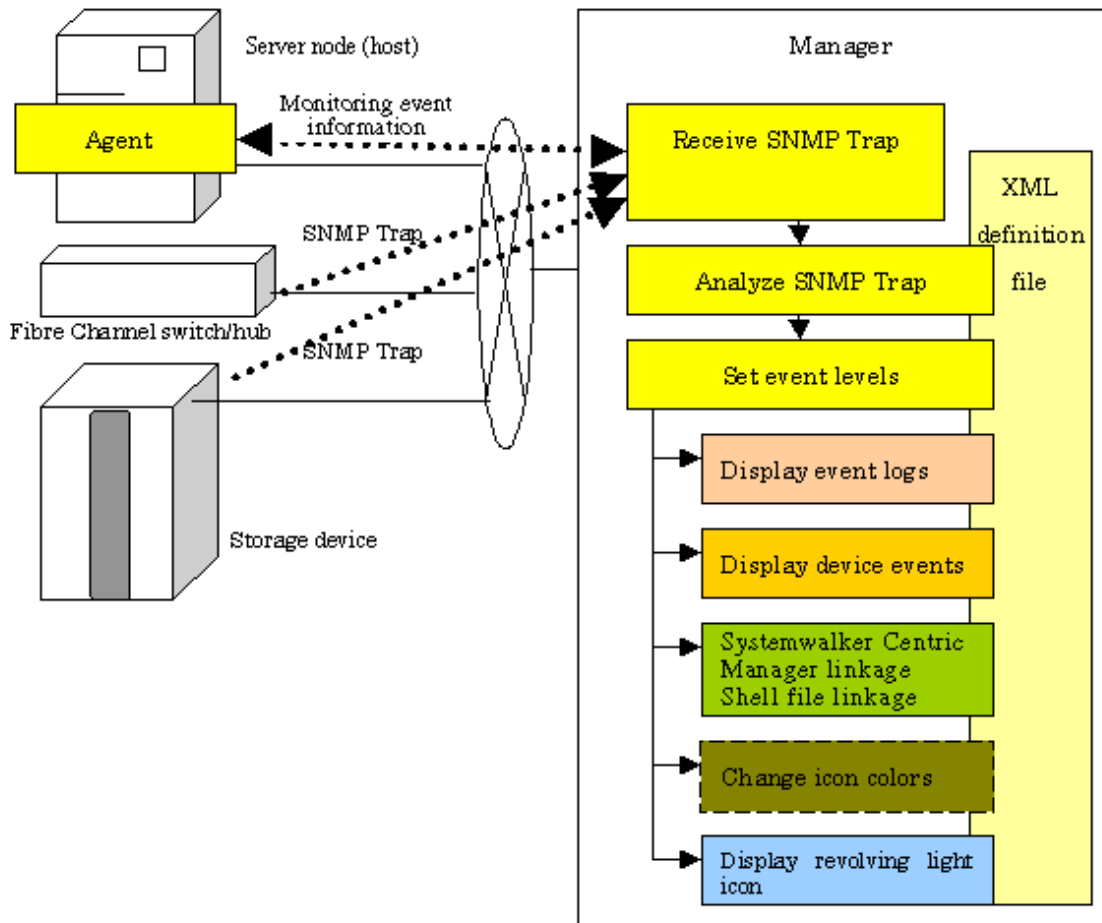 Server node (host)
Agent
Monitoring event
information
SNMP Trap
Fibre Channel switch/hub
SNMP Trap
Storage device
Manager
Receive SNMP Trap
XML
definition
file
Analyze SNMP Trap
Set event levels
Display event logs
Display device events
Systemwalker Centric
Manager linkage
Shell file linkage
Change icon colors
Display revolving light
icon